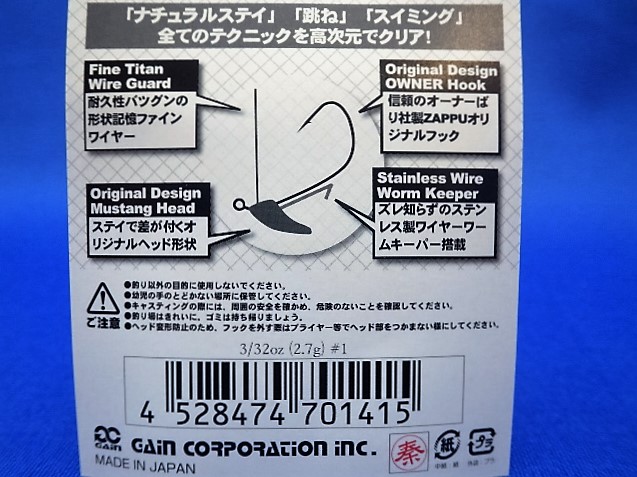 「ナチュラルステイ」「跳ね」「スイミング」
全てのテクニックを高次元でクリア!
Fine Titan
Wire Guard
耐久性バツグンの
形状記憶ファイン
ワイヤー
Original Design
OWNER Hook
信頼のオーナーば
り社製ZAPPUオリ
ジナルフック
Original Design
Mustang Head
ステイで差が付くオ
リジナルヘッド形状
Stainless Wire
Worm Keeper
ズレ知らずのステン
レス製ワイヤーワー
ムキーパー搭載
ご注意
●釣り以外の目的に使用しないでください。
●幼児の手のとどかない場所に保管してください。
●キャスティングの際には、周囲の安全を確かめ、危険のないことを確認してください。
●釣り場はきれいに、ゴミは持ち帰りましょう。
●ヘッド変形防止のため、フックを外す際はプライヤー等でヘッド部をつかまない様にしてください。
3/32oz (2.7g) #1
4 528474 701415
GAIN
GAIN CORPORATION INC.
MADE IN JAPAN
秦
紙
プラ